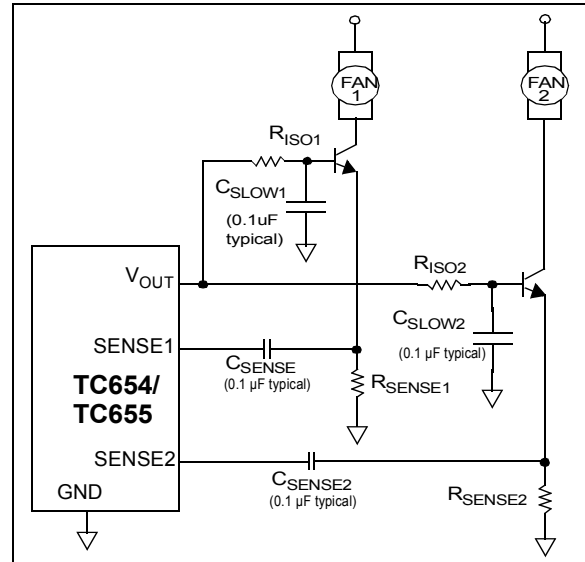 FAN
1
FAN
2
RISO1
CSLOW1
(0.1uF
typical)
VOUT
RISO2
CSLOW2
(0.1 µF typical)
SENSE1
CSENSE
(0.1 µF typical)
RSENSE1
TC654/
TC655
SENSE2
CSENSE2
(0.1 µF typical)
RSENSE2
GND